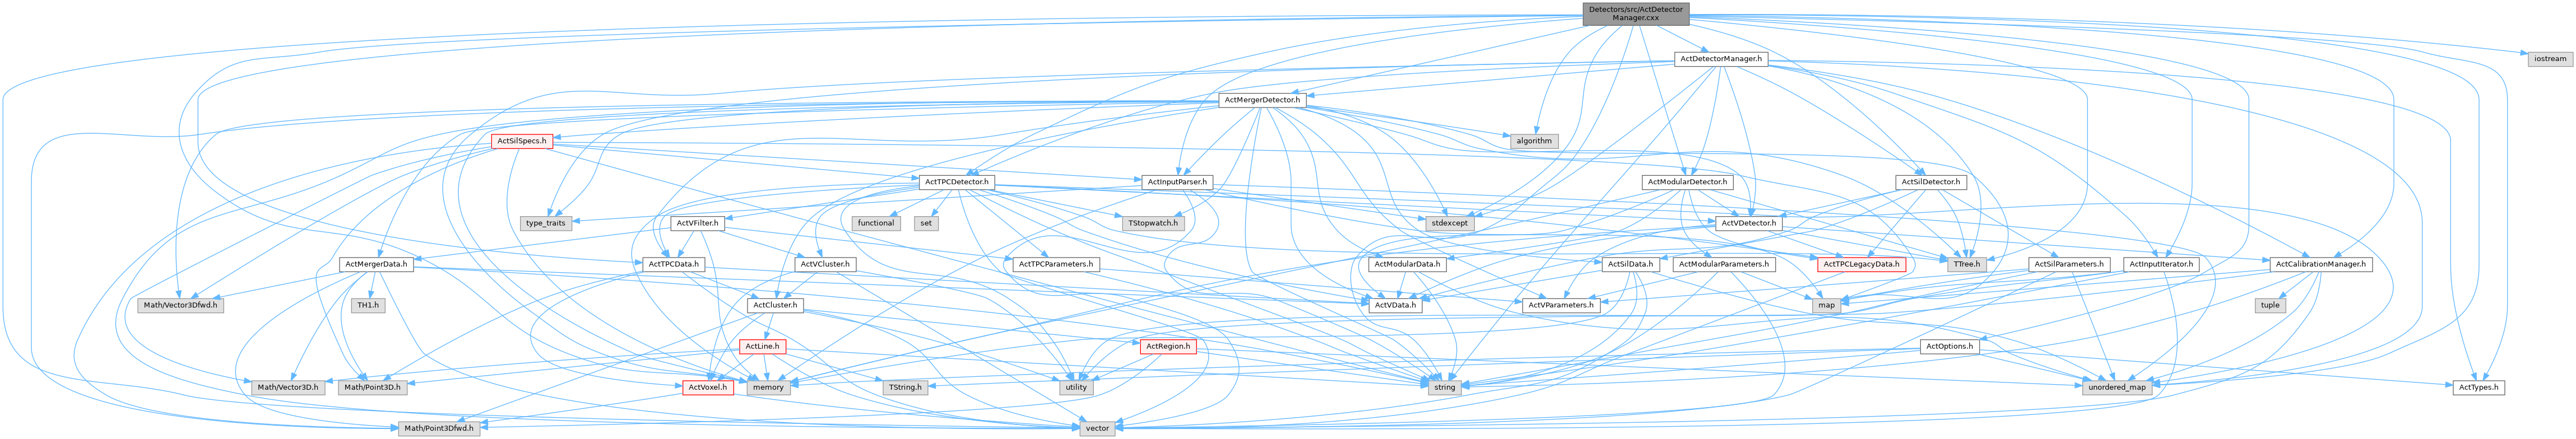 Detectors/src/ActDetector
Manager.cxx
ActDetectorManager.h
iostream
ActMergerDetector.h
ActSilSpecs.h
algorithm
ActTPCDetector.h
ActInputParser.h
ActModularDetector.h
ActSilDetector.h
type_traits
ActVFilter.h
functional
set
TStopwatch.h
stdexcept
ActVDetector.h
ActMergerData.h
ActTPCData.h
ActVCluster.h
ActTPCParameters.h
ActModularData.h
ActSilData.h
ActModularParameters.h
ActTPCLegacyData.h
TTree.h
ActSilParameters.h
ActInputIterator.h
ActCalibrationManager.h
Math/Vector3Dfwd.h
TH1.h
ActCluster.h
ActVData.h
ActVParameters.h
map
tuple
ActLine.h
ActRegion.h
ActOptions.h
Math/Vector3D.h
Math/Point3D.h
ActVoxel.h
memory
TString.h
utility
string
unordered_map
ActTypes.h
Math/Point3Dfwd.h
vector